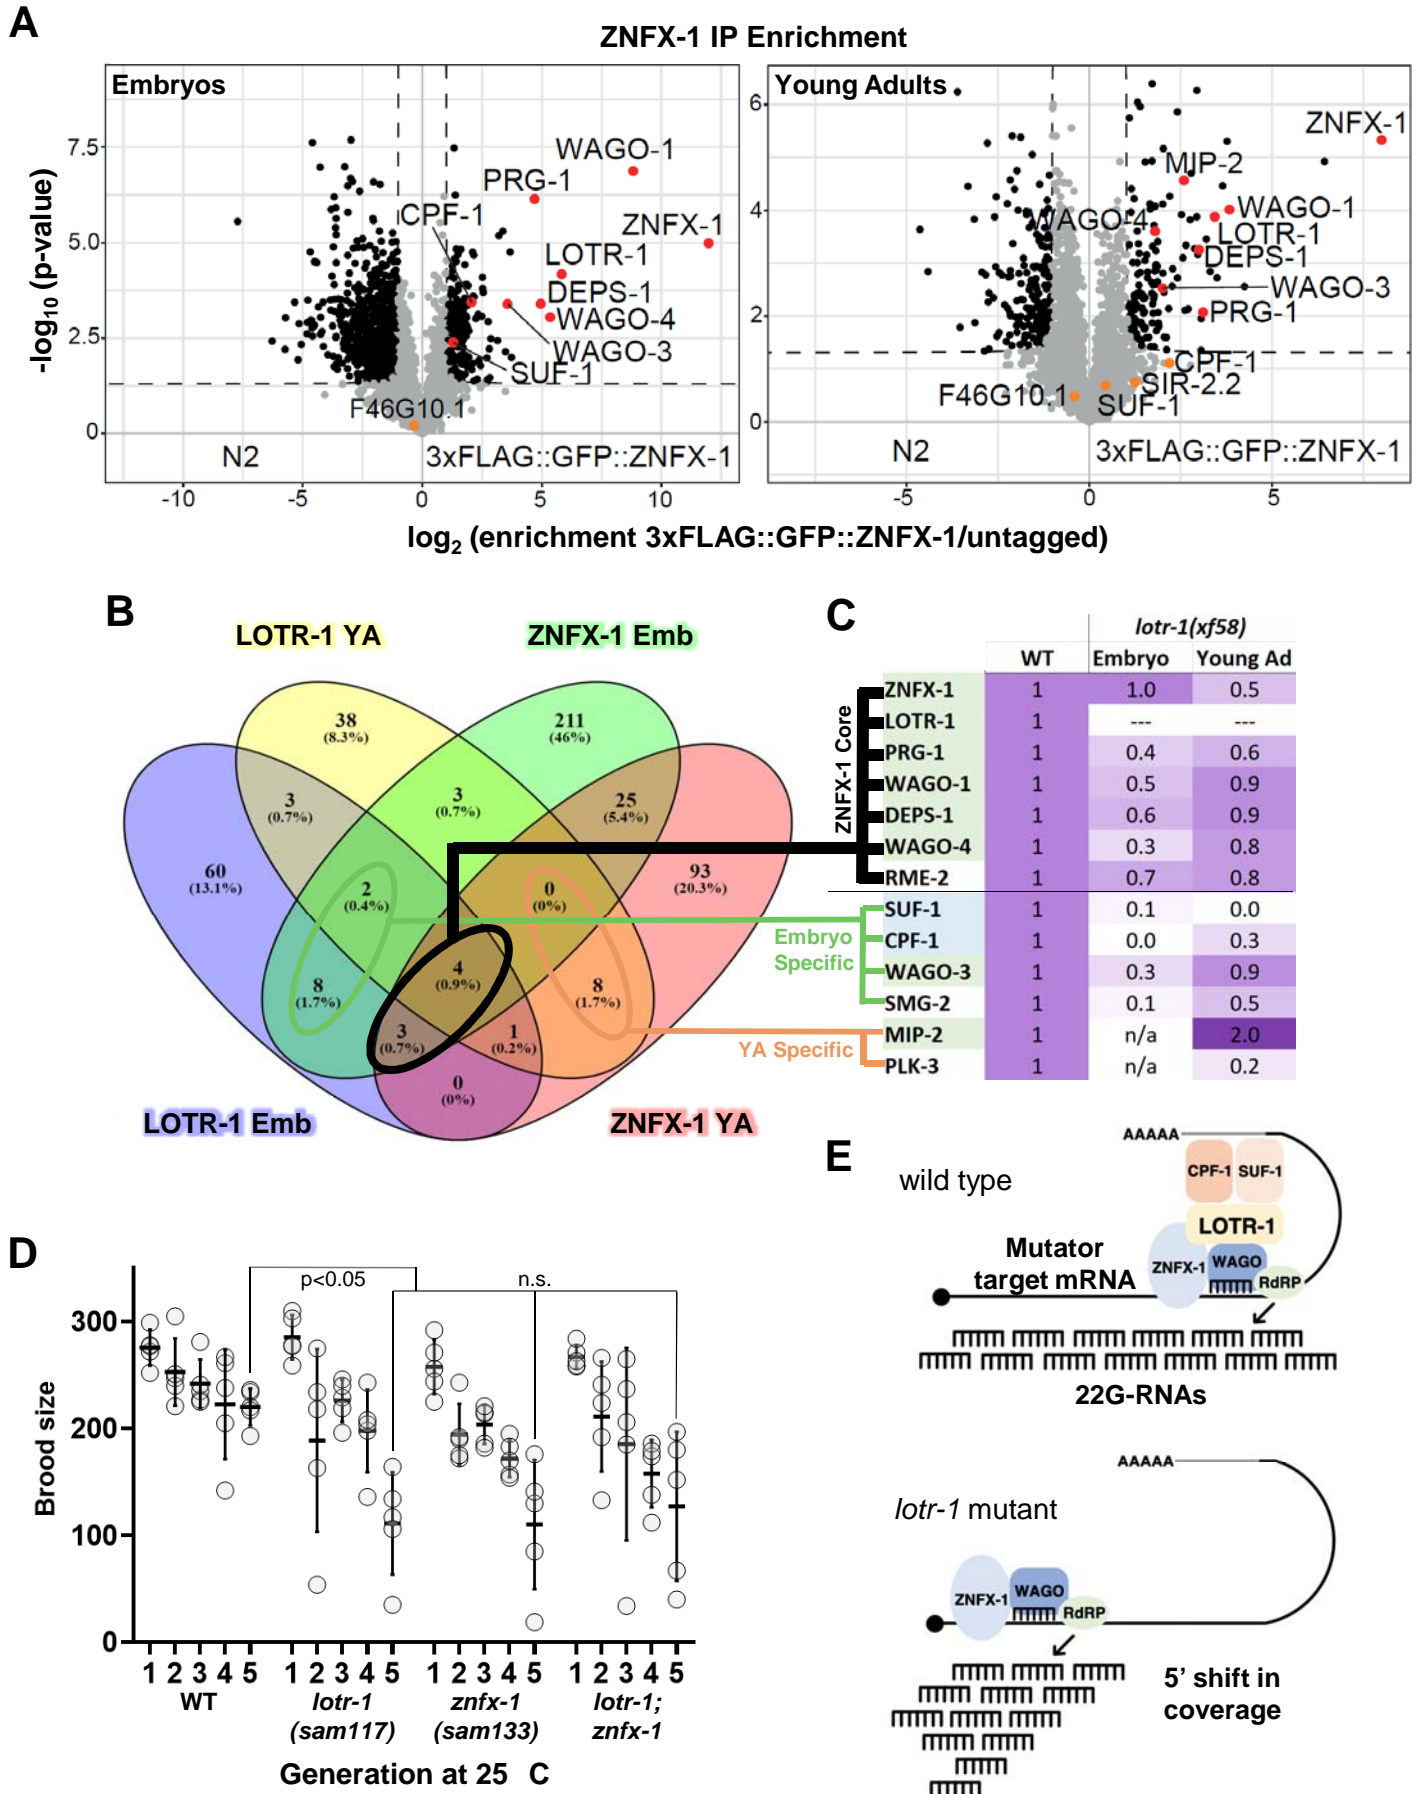 A
ZNFX-1 IP Enrichment
Embryos
Young Adults
-log10 (p-value)
7.5
5.0
2.5
0
WAGO-1
PRG-1
CPF-1
ZNFX-1
LOTR-1
DEPS-1
WAGO-4
WAGO-3
SUF-1
F46G10.1
N2
3xFLAG::GFP::ZNFX-1
-10
-5
0
5
10
6
4
2
0
ZNFX-1
MIP-2
WAGO-4
WAGO-1
LOTR-1
DEPS-1
WAGO-3
PRG-1
CPF-1
SIR-2.2
F46G10.1
SUF-1
N2
3xFLAG::GFP::ZNFX-1
-5
0
5
log2 (enrichment 3xFLAG::GFP::ZNFX-1/untagged)
B
LOTR-1 YA
ZNFX-1 Emb
38
(8.3%)
211
(46%)
3
(0.7%)
3
(0.7%)
25
(5.4%)
60
(13.1%)
2
(0.4%)
0
(0%)
93
(20.3%)
8
(1.7%)
4
(0.9%)
8
(1.7%)
3
(0.7%)
1
(0.2%)
0
(0%)
LOTR-1 Emb
ZNFX-1 YA
C
lotr-1(xf58)
WT Embryo Young Ad
ZNFX-1 Core
ZNFX-1 1 1.0 0.5
LOTR-1 1 --- ---
PRG-1 1 0.4 0.6
WAGO-1 1 0.5 0.9
DEPS-1 1 0.6 0.9
WAGO-4 1 0.3 0.8
RME-2 1 0.7 0.8
Embryo
Specific
SUF-1 1 0.1 0.0
CPF-1 1 0.0 0.3
WAGO-3 1 0.3 0.9
SMG-2 1 0.1 0.5
YA Specific
MIP-2 1 n/a 2.0
PLK-3 1 n/a 0.2
D
Brood size
300
200
100
0
p<0.05
n.s.
1 2 3 4 5 1 2 3 4 5 1 2 3 4 5 1 2 3 4 5
WT
lotr-1
(sam117)
znfx-1
(sam133)
lotr-1;
znfx-1
Generation at 25 C
E
wild type
AAAAA
CPF-1
SUF-1
LOTR-1
Mutator
target mRNA
ZNFX-1
WAGO
RdRP
22G-RNAs
AAAAA
lotr-1 mutant
ZNFX-1
WAGO
RdRP
5' shift in
coverage